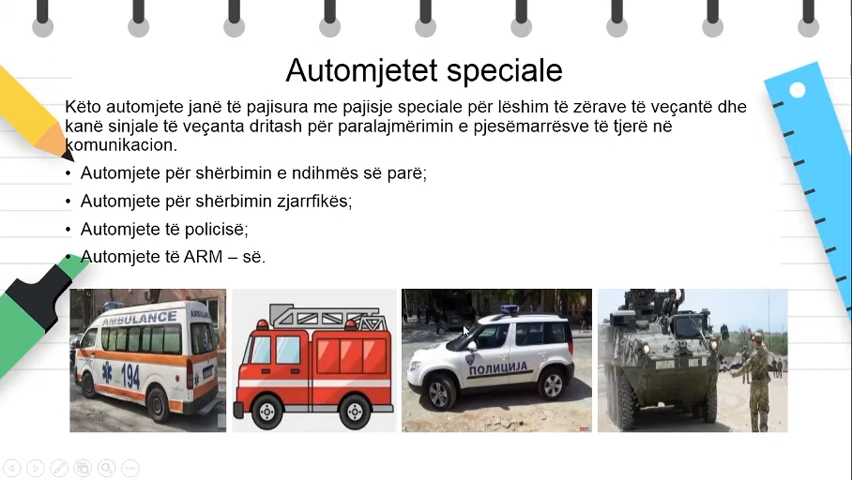 Automjetet speciale
Këto automjete janë të pajisura me pajisje speciale për lëshim të zërave të veçantë dhe
kanë sinjale të veçanta dritash për paralajmërimin e pjesëmarrësve të tjerë në
komunikacion.
• Automjete për shërbimin e ndihmës së parë;
• Automjete për shërbimin zjarrfikës;
• Automjete të policisë;
• Automjete të ARM – së.
AMBULANCE
194
ПОЛИЦИЈА